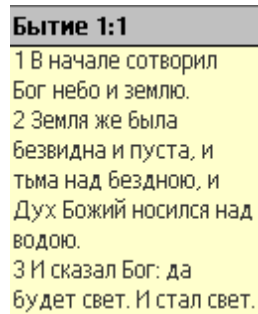 Бытие 1:1
1 В начале сотворил
Бог небо и землю.
2 Земля же была
безвидна и пуста, и
тьма над бездною, и
Дух Божий носился над
водою.
3 И сказал Бог: да
будет свет. И стал свет.